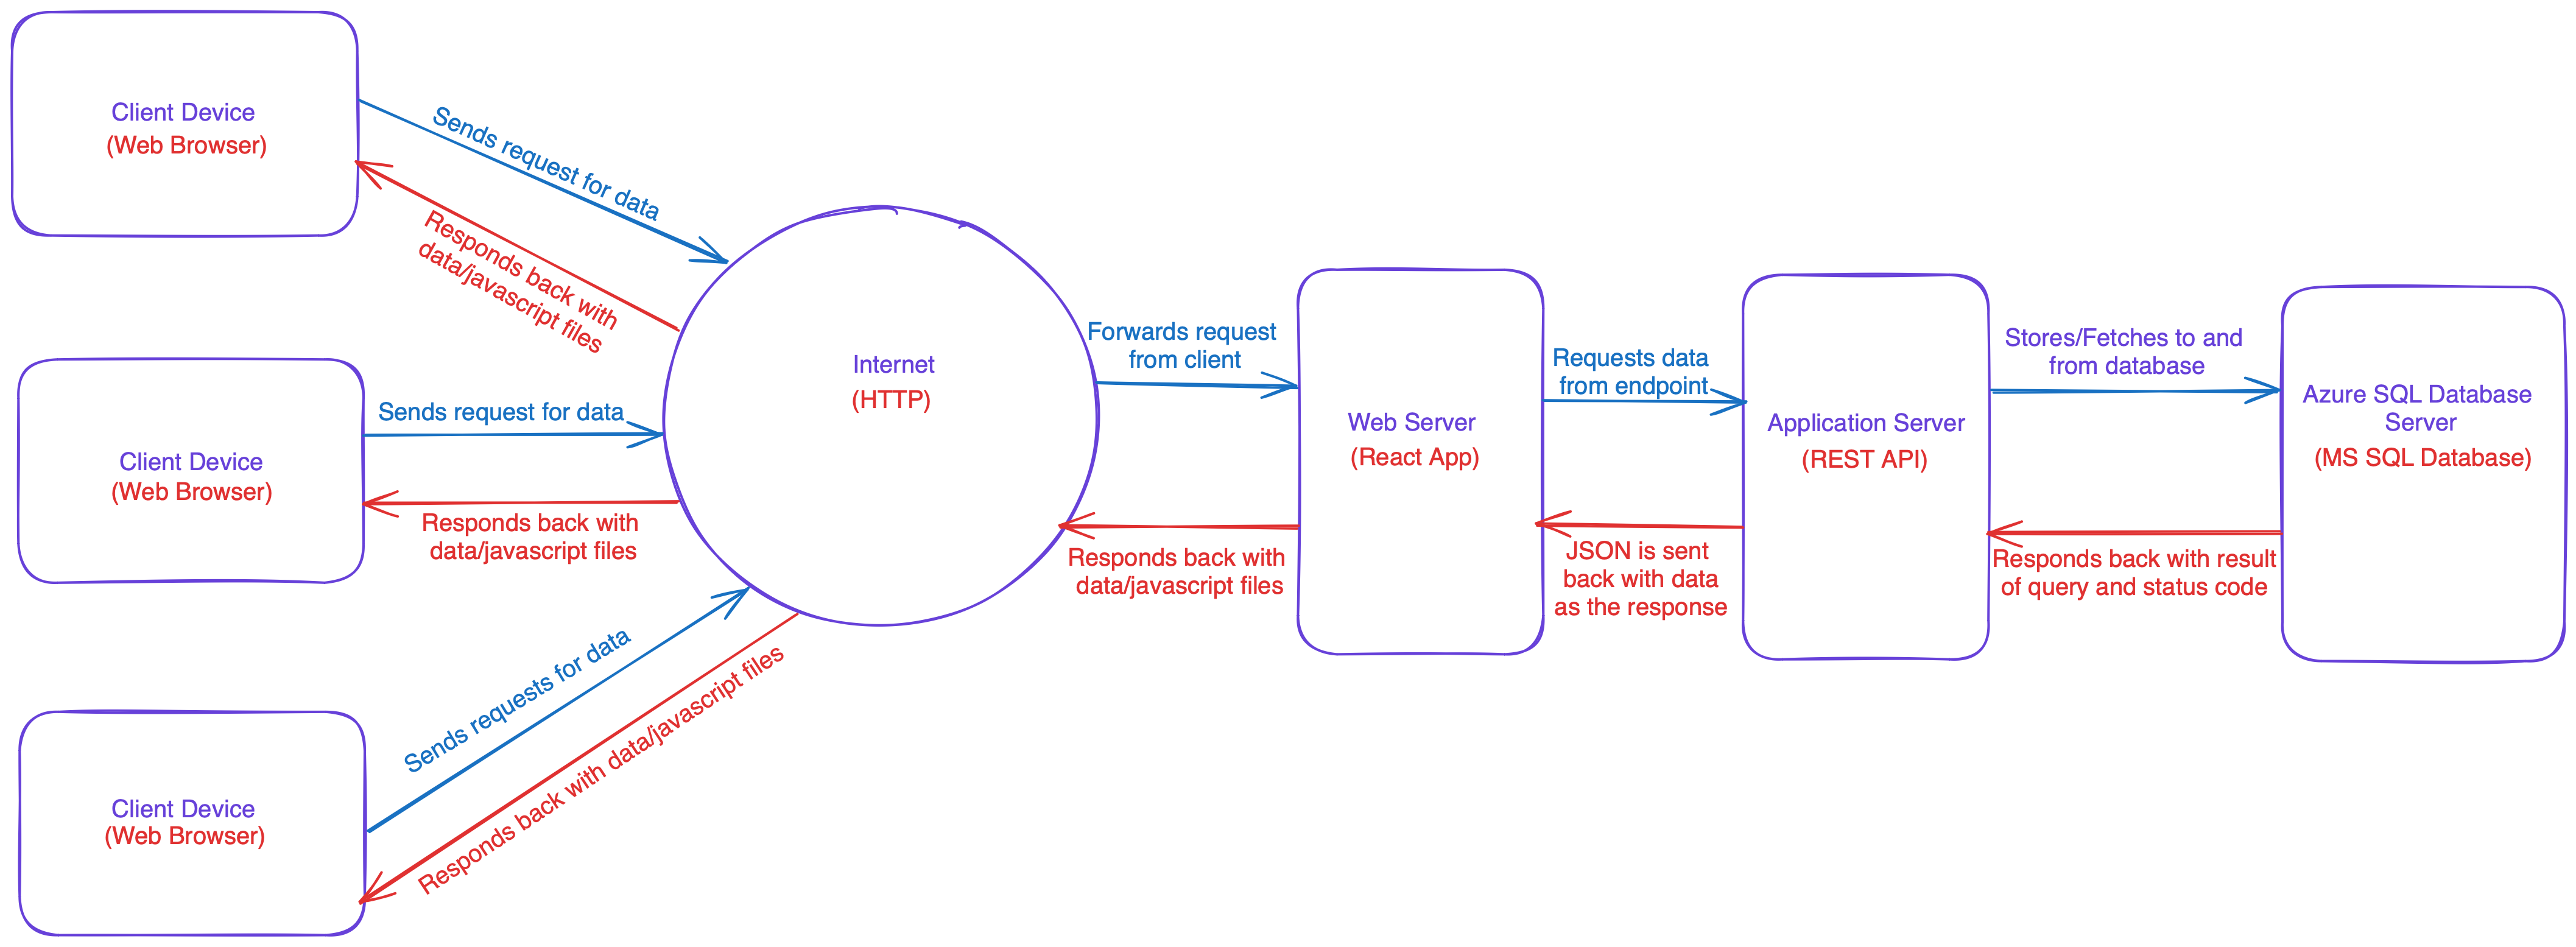 Client Device
(Web Browser)
Sends request for data
Responds back with
data/javascript files
Client Device
(Web Browser)
Sends request for data
Responds back with
data/javascript files
Client Device
(Web Browser)
Sends requests for data
Responds back with data/javascript files
Internet
(HTTP)
Forwards request
from client
Responds back with
data/javascript files
Web Server
(React App)
Requests data
from endpoint
JSON is sent
back with data
as the response
Application Server
(REST API)
Stores/Fetches to and
from database
Responds back with result
of query and status code
Azure SQL Database
Server
(MS SQL Database)